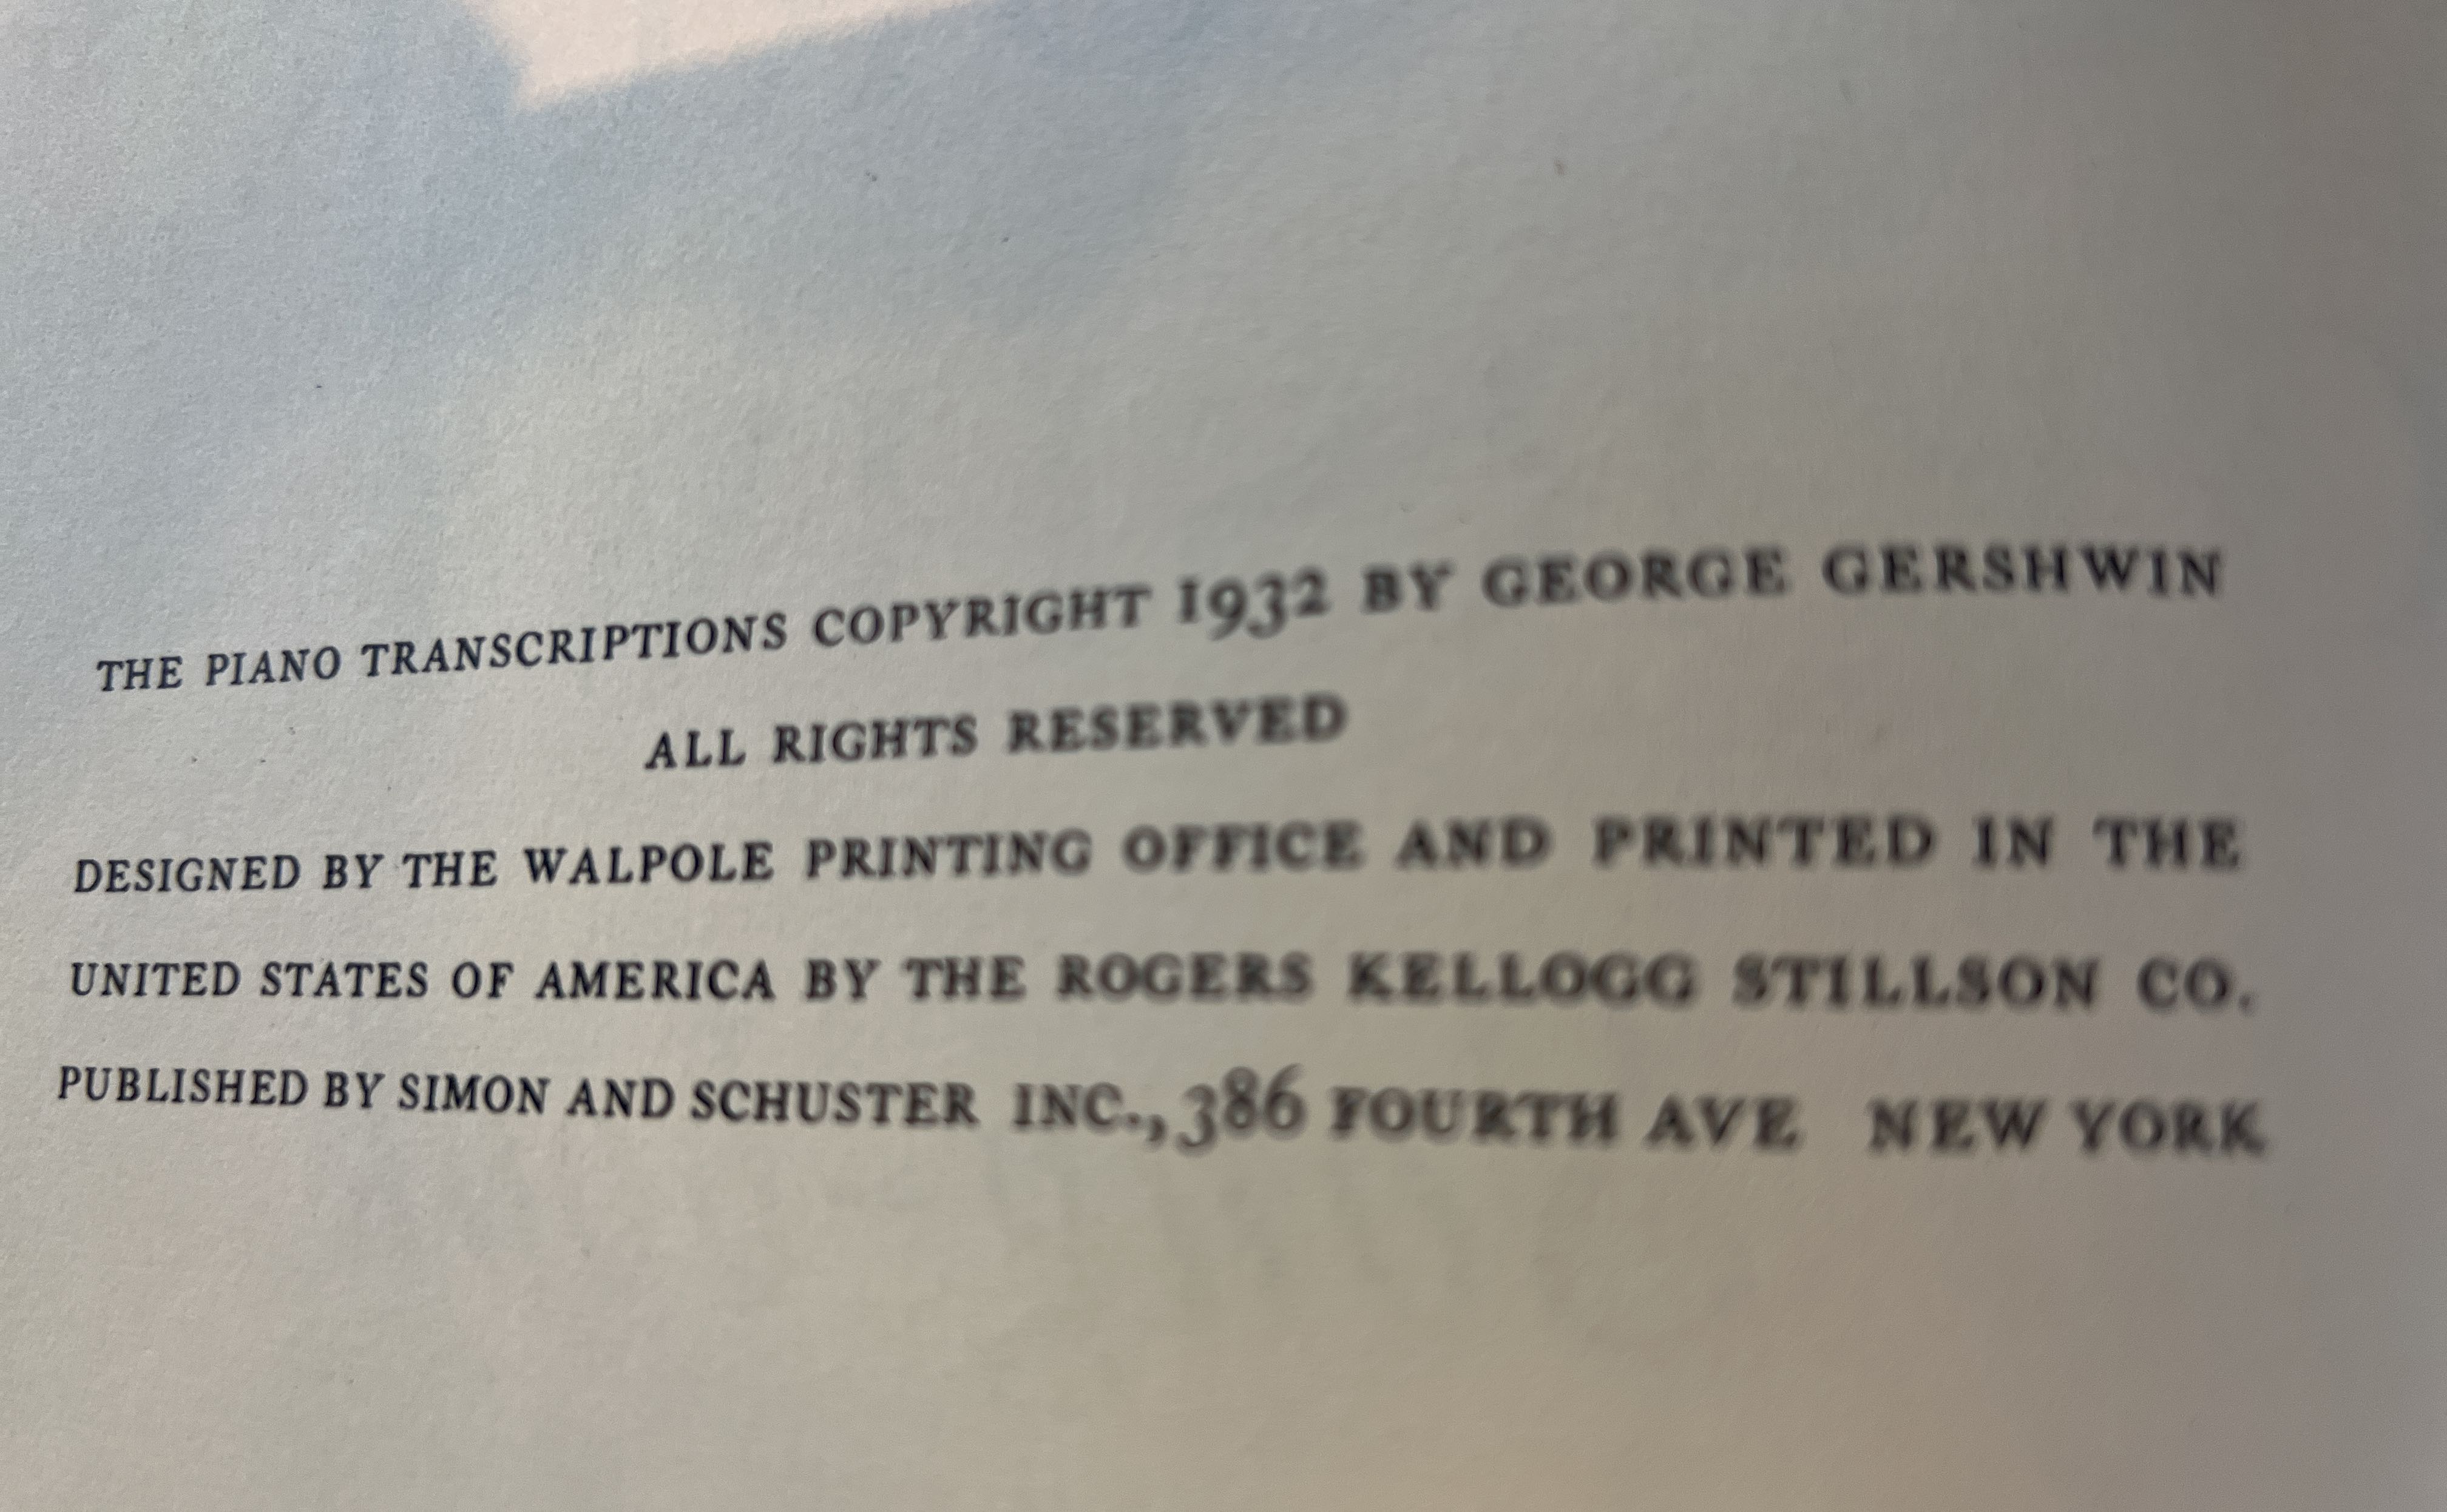 THE PIANO TRANSCRIPTIONS COPYRIGHT 1932 BY GEORGE GERSHWIN
ALL RIGHTS RESERVED
DESIGNED BY THE WALPOLE PRINTING OFFICE AND PRINTED IN THE
UNITED STATES OF AMERICA BY THE ROGERS KELLOGG STILLSON CO.
PUBLISHED BY SIMON AND SCHUSTER INC., 386 FOURTH AVE NEW YORK